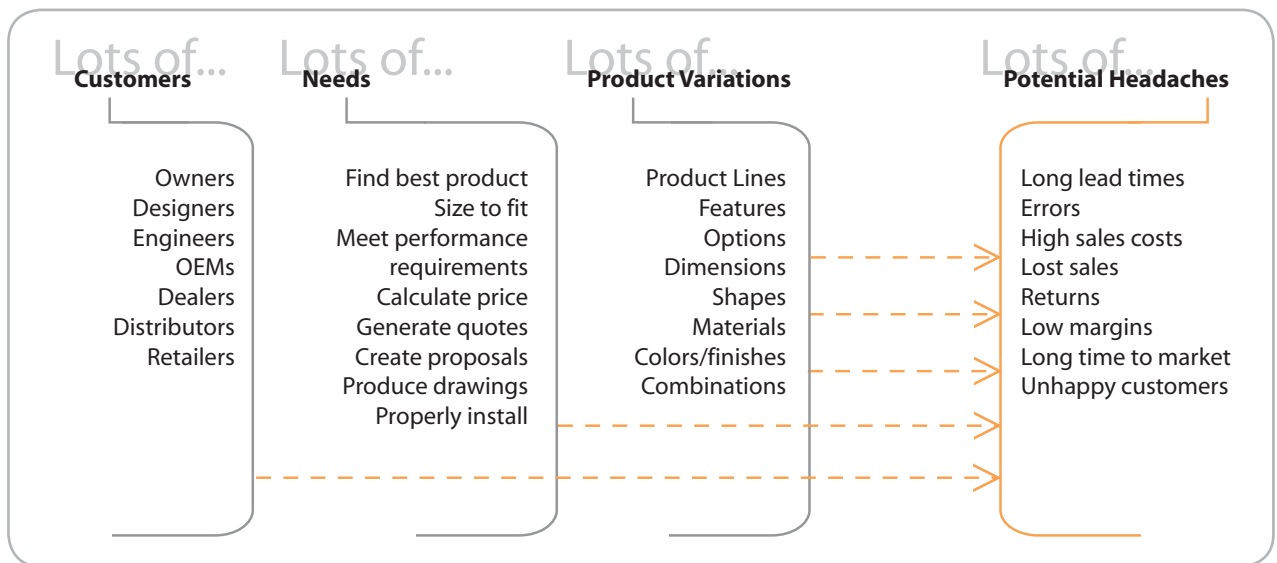 Lots of...
Customers
Owners
Designers
Engineers
OEMs
Dealers
Distributors
Retailers
Lots of...
Needs
Find best product
Size to fit
Meet performance
requirements
Calculate price
Generate quotes
Create proposals
Produce drawings
Properly install
Lots of...
Product Variations
Product Lines
Features
Options
Dimensions
Shapes
Materials
Colors/finishes
Combinations
Lots of...
Potential Headaches
Long lead times
Errors
High sales costs
Lost sales
Returns
Low margins
Long time to market
Unhappy customers